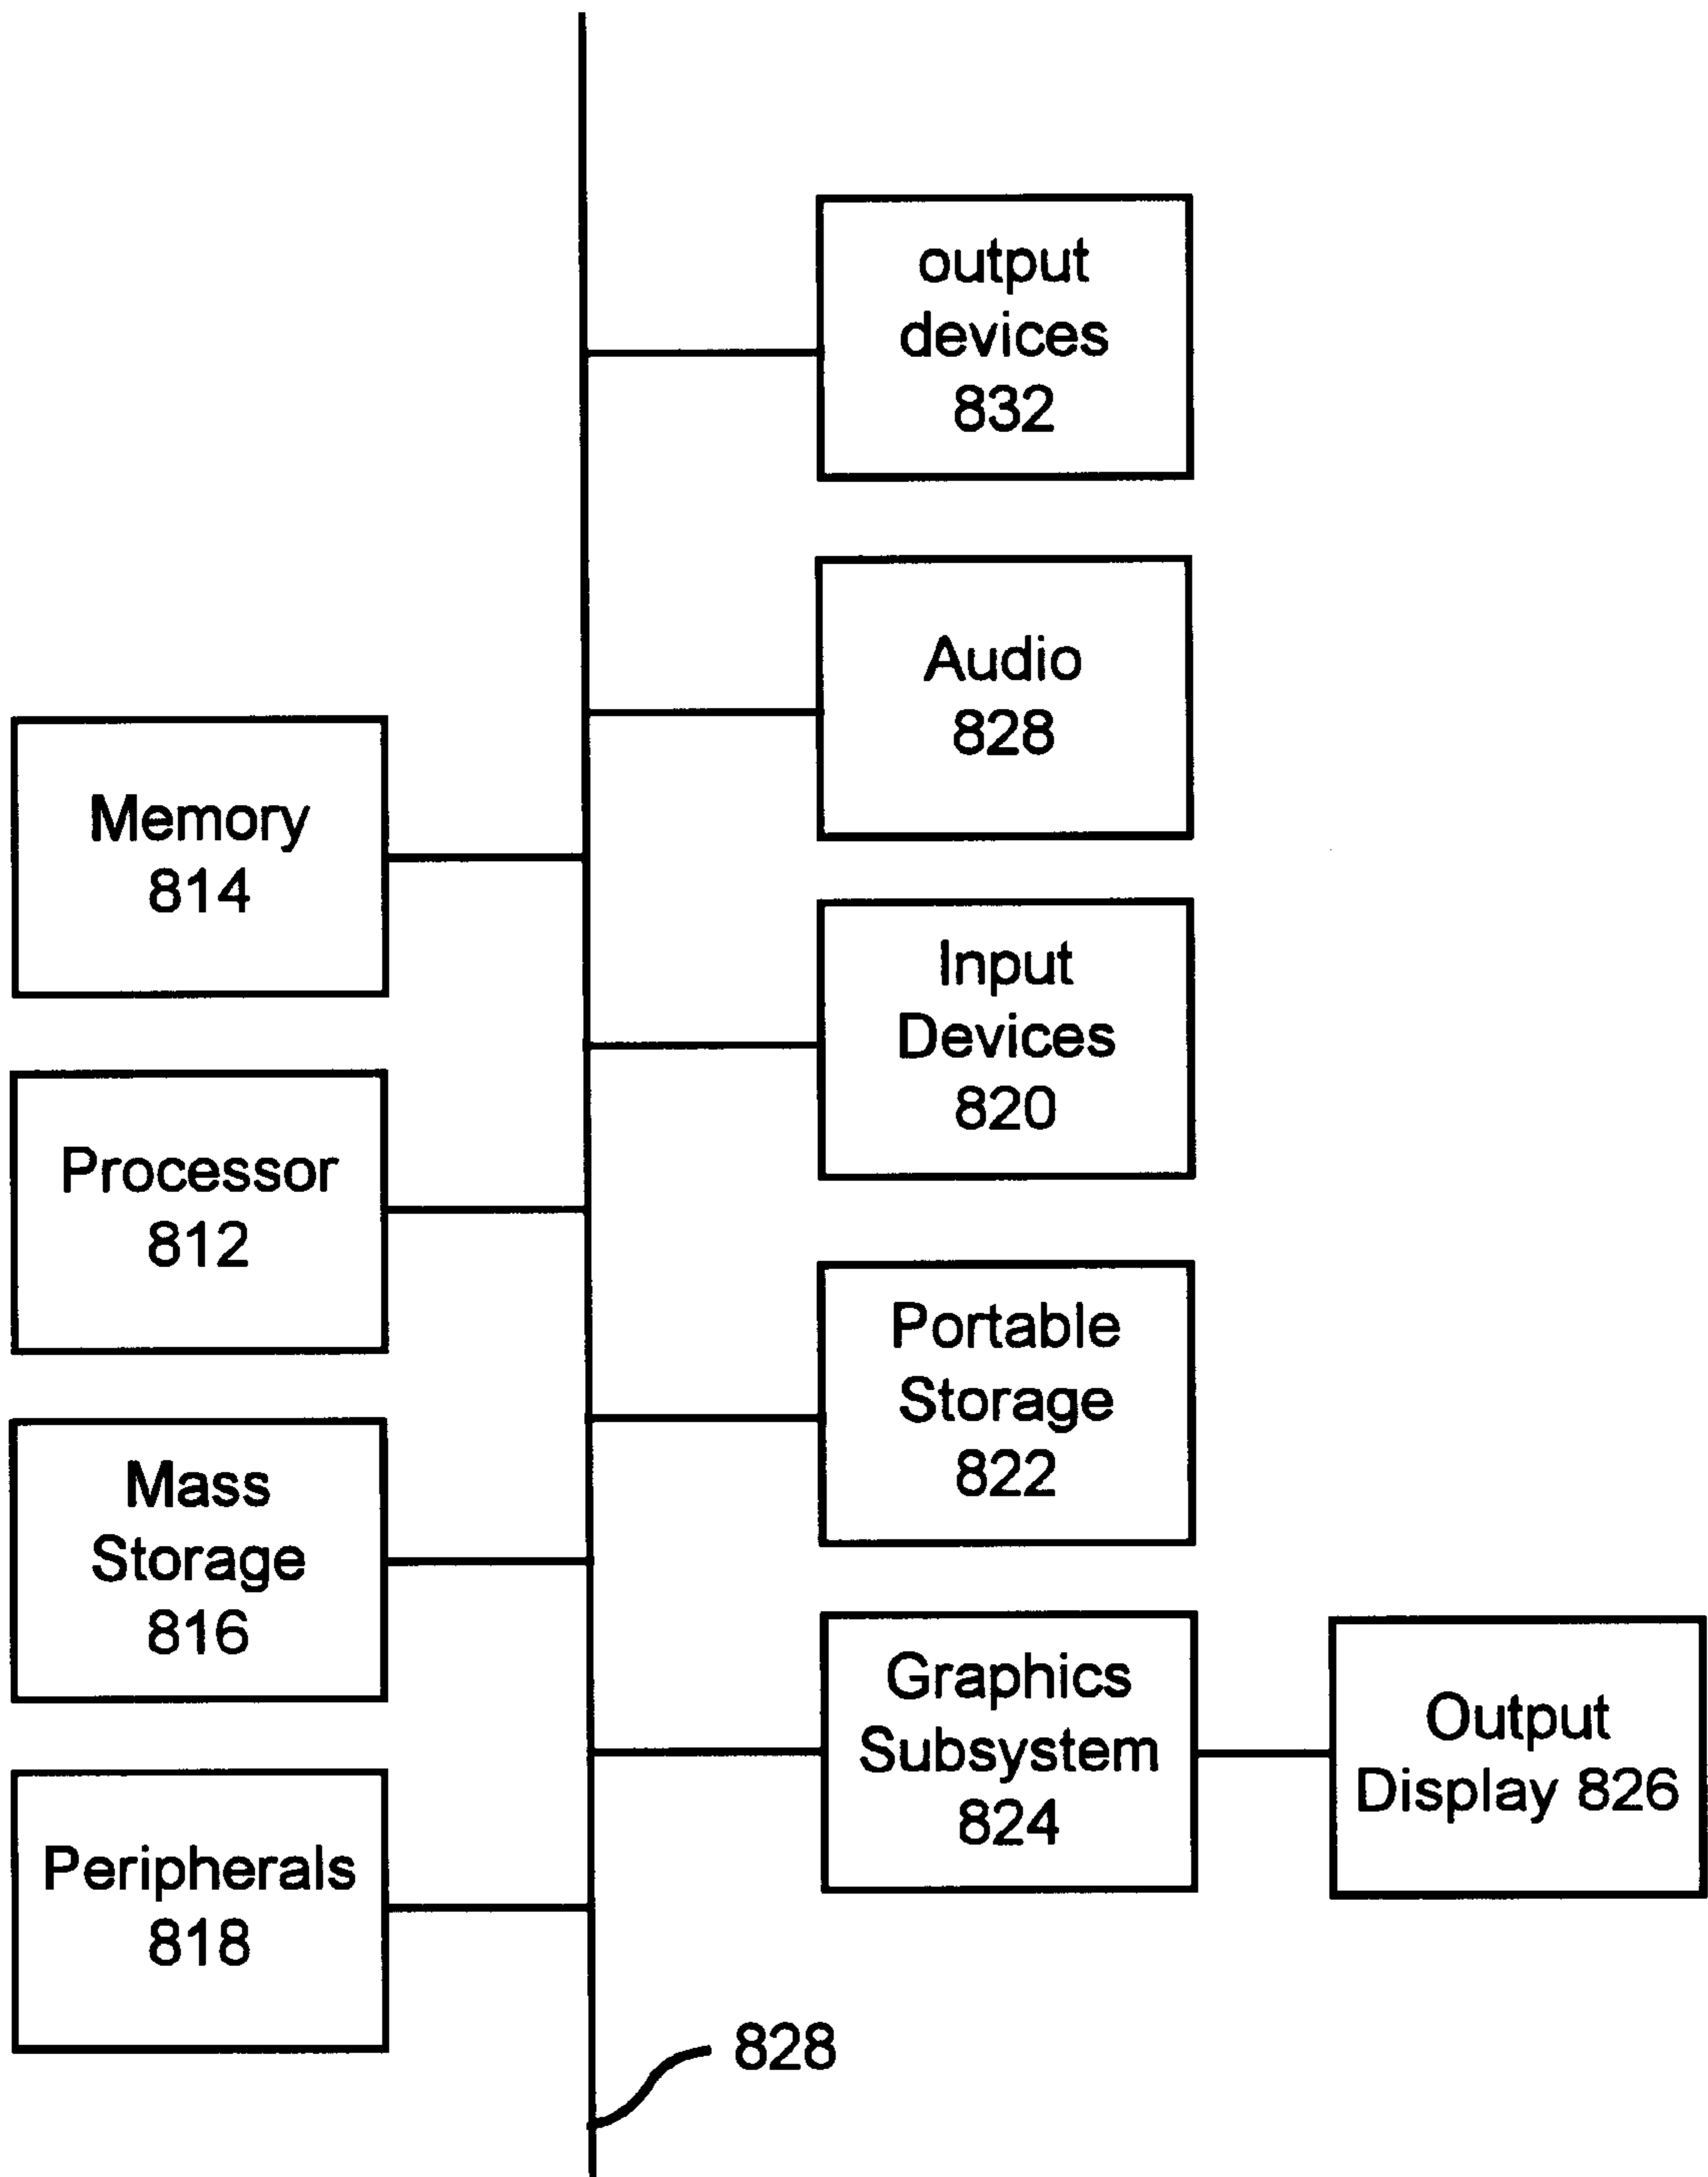 output
devices
832
Audio
828
Memory
814
Input
Devices
820
Processor
812
Portable
Storage
822
Mass
Storage
816
Graphics
Subsystem
824
Output
Display 826
Peripherals
818
828